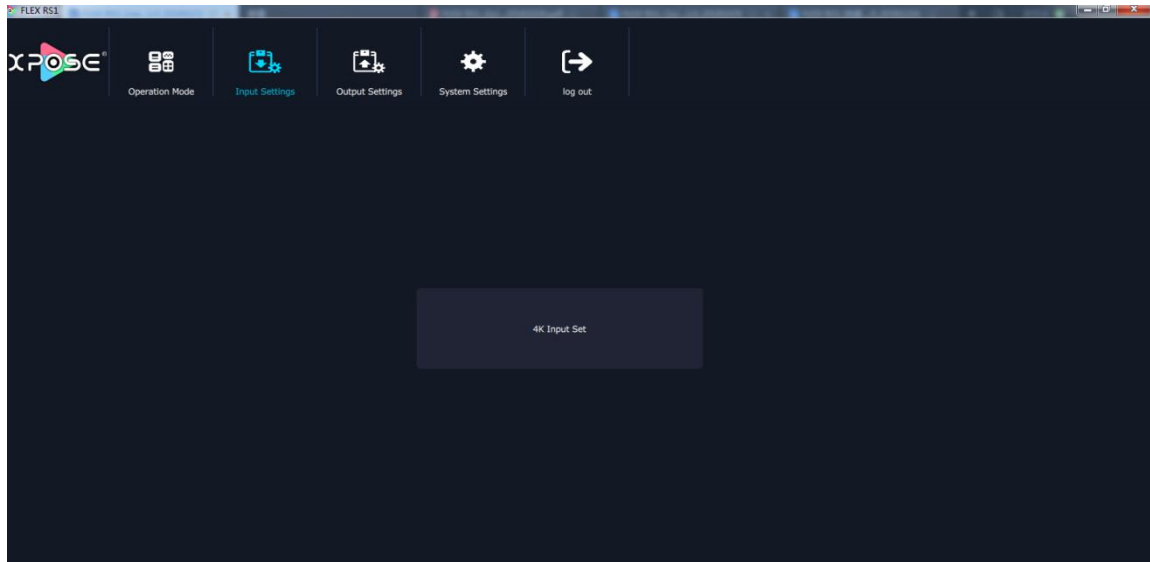 FLEX RS1
XPOSE®
Operation Mode
Input Settings
Output Settings
System Settings
log out
4K Input Set